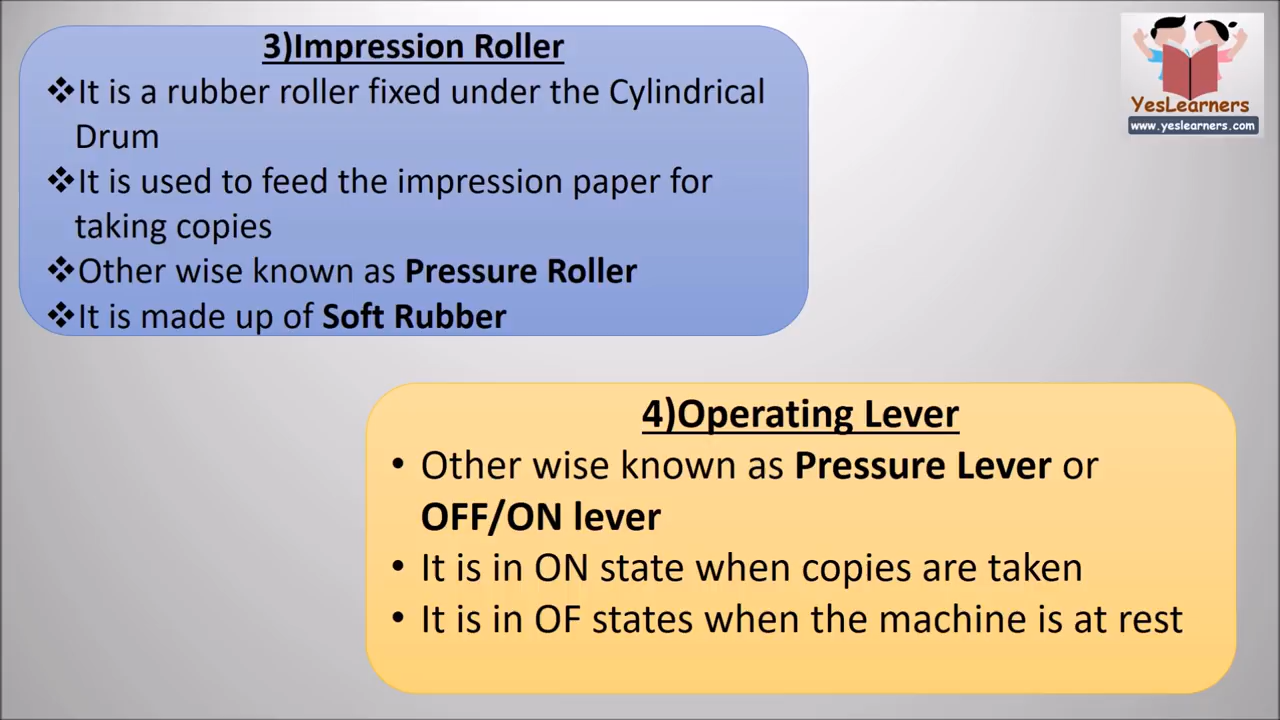 3)Impression Roller
❖It is a rubber roller fixed under the Cylindrical
Drum
❖It is used to feed the impression paper for
taking copies
❖Other wise known as Pressure Roller
❖It is made up of Soft Rubber
YesLearners
www.yeslearners.com
4)Operating Lever
• Other wise known as Pressure Lever or
OFF/ON lever
• It is in ON state when copies are taken
• It is in OF states when the machine is at rest